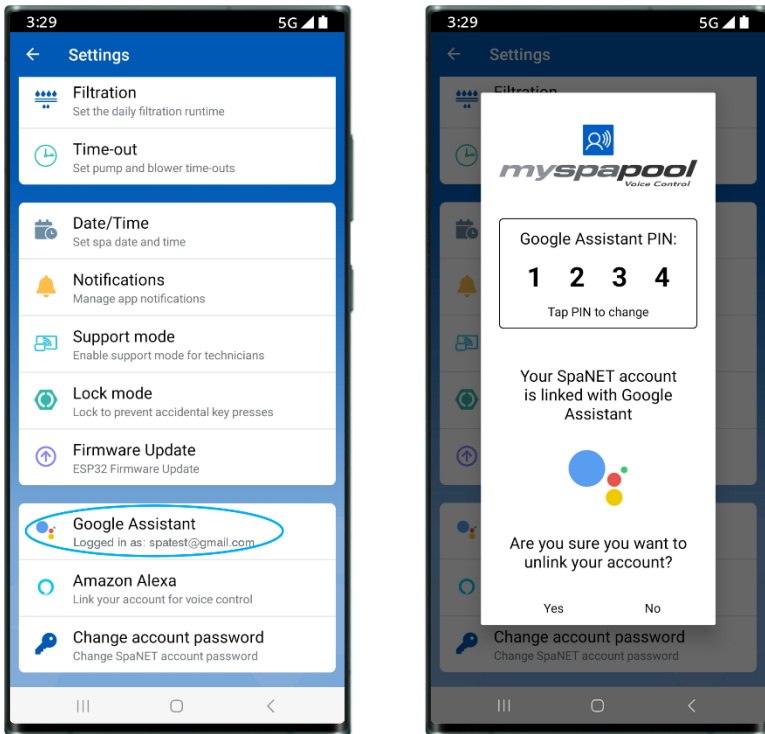 3:29
5G
Settings
Filtration
Set the daily filtration runtime
Time-out
Set pump and blower time-outs
Date/Time
Set spa date and time
Notifications
Manage app notifications
Support mode
Enable support mode for technicians
Lock mode
Lock to prevent accidental key presses
Firmware Update
ESP32 Firmware Update
Google Assistant
Logged in as: spatest@gmail.com
Amazon Alexa
Link your account for voice control
Change account password
Change SpaNET account password
3:29
5G
Settings
Filtration
myspapool
Voice Control
Google Assistant PIN:
1 2 3 4
Tap PIN to change
Your SpaNET account
is linked with Google
Assistant
Are you sure you want to
unlink your account?
Yes No
Change account password
Change SpaNET account password